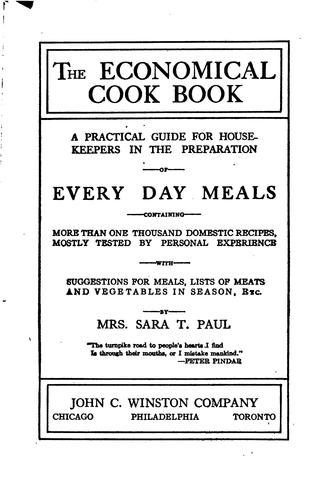 THE ECONOMICAL
COOK BOOK
A PRACTICAL GUIDE FOR HOUSE-
KEEPERS IN THE PREPARATION
—OF—
EVERY DAY MEALS
—CONTAINING—
MORE THAN ONE THOUSAND DOMESTIC RECIPES,
MOSTLY TESTED BY PERSONAL EXPERIENCE
—WITH—
SUGGESTIONS FOR MEALS, LISTS OF MEATS
AND VEGETABLES IN SEASON, ETC.
—BY—
MRS. SARA T. PAUL
"The turnpike road to people's hearts I find
Is through their mouths, or I mistake mankind."
—PETER PINDAR
JOHN C. WINSTON COMPANY
CHICAGO PHILADELPHIA TORONTO